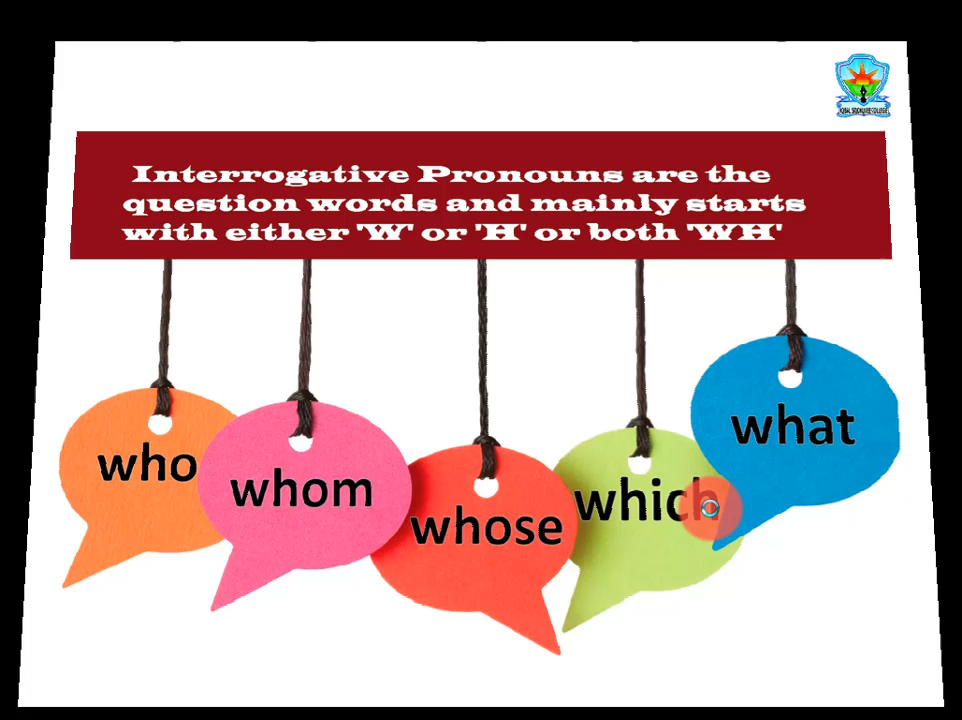 Interrogative Pronouns are the
question words and mainly starts
with either 'W' or 'H' or both 'WH'
who
whom
whose
which
what